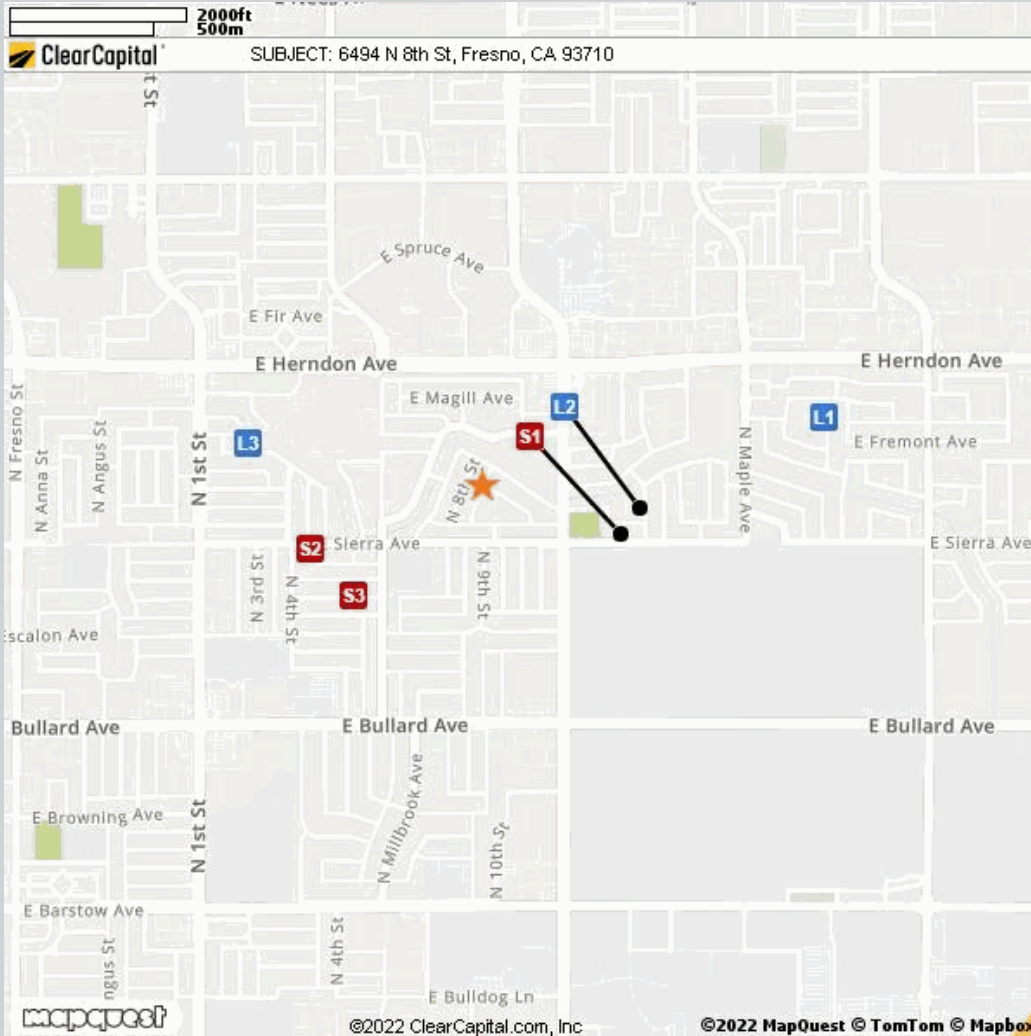 2000ft
500m
ClearCapital
SUBJECT: 6494 N 8th St, Fresno, CA 93710
t St
E Spruce Ave
E Fir Ave
E Herndon Ave
E Herndon Ave
E Magill Ave
L2
L1
S1
L3
E Fremont Ave
N Fresno St
N Anna St
N Angus St
N 1st St
N 8th St
N Maple Ave
S2
Sierra Ave
E Sierra Ave
S3
N 3rd St
N 4th St
N 9th St
Escalon Ave
Bullard Ave
E Bullard Ave
E Bullard Ave
N Millbrook Ave
E Browning Ave
N 1st St
N 10th St
E Barstow Ave
ngus St
N 4th St
E Bulldog Ln
mapquest
©2022 ClearCapital.com, Inc
©2022 MapQuest © TomTom © Mapbo